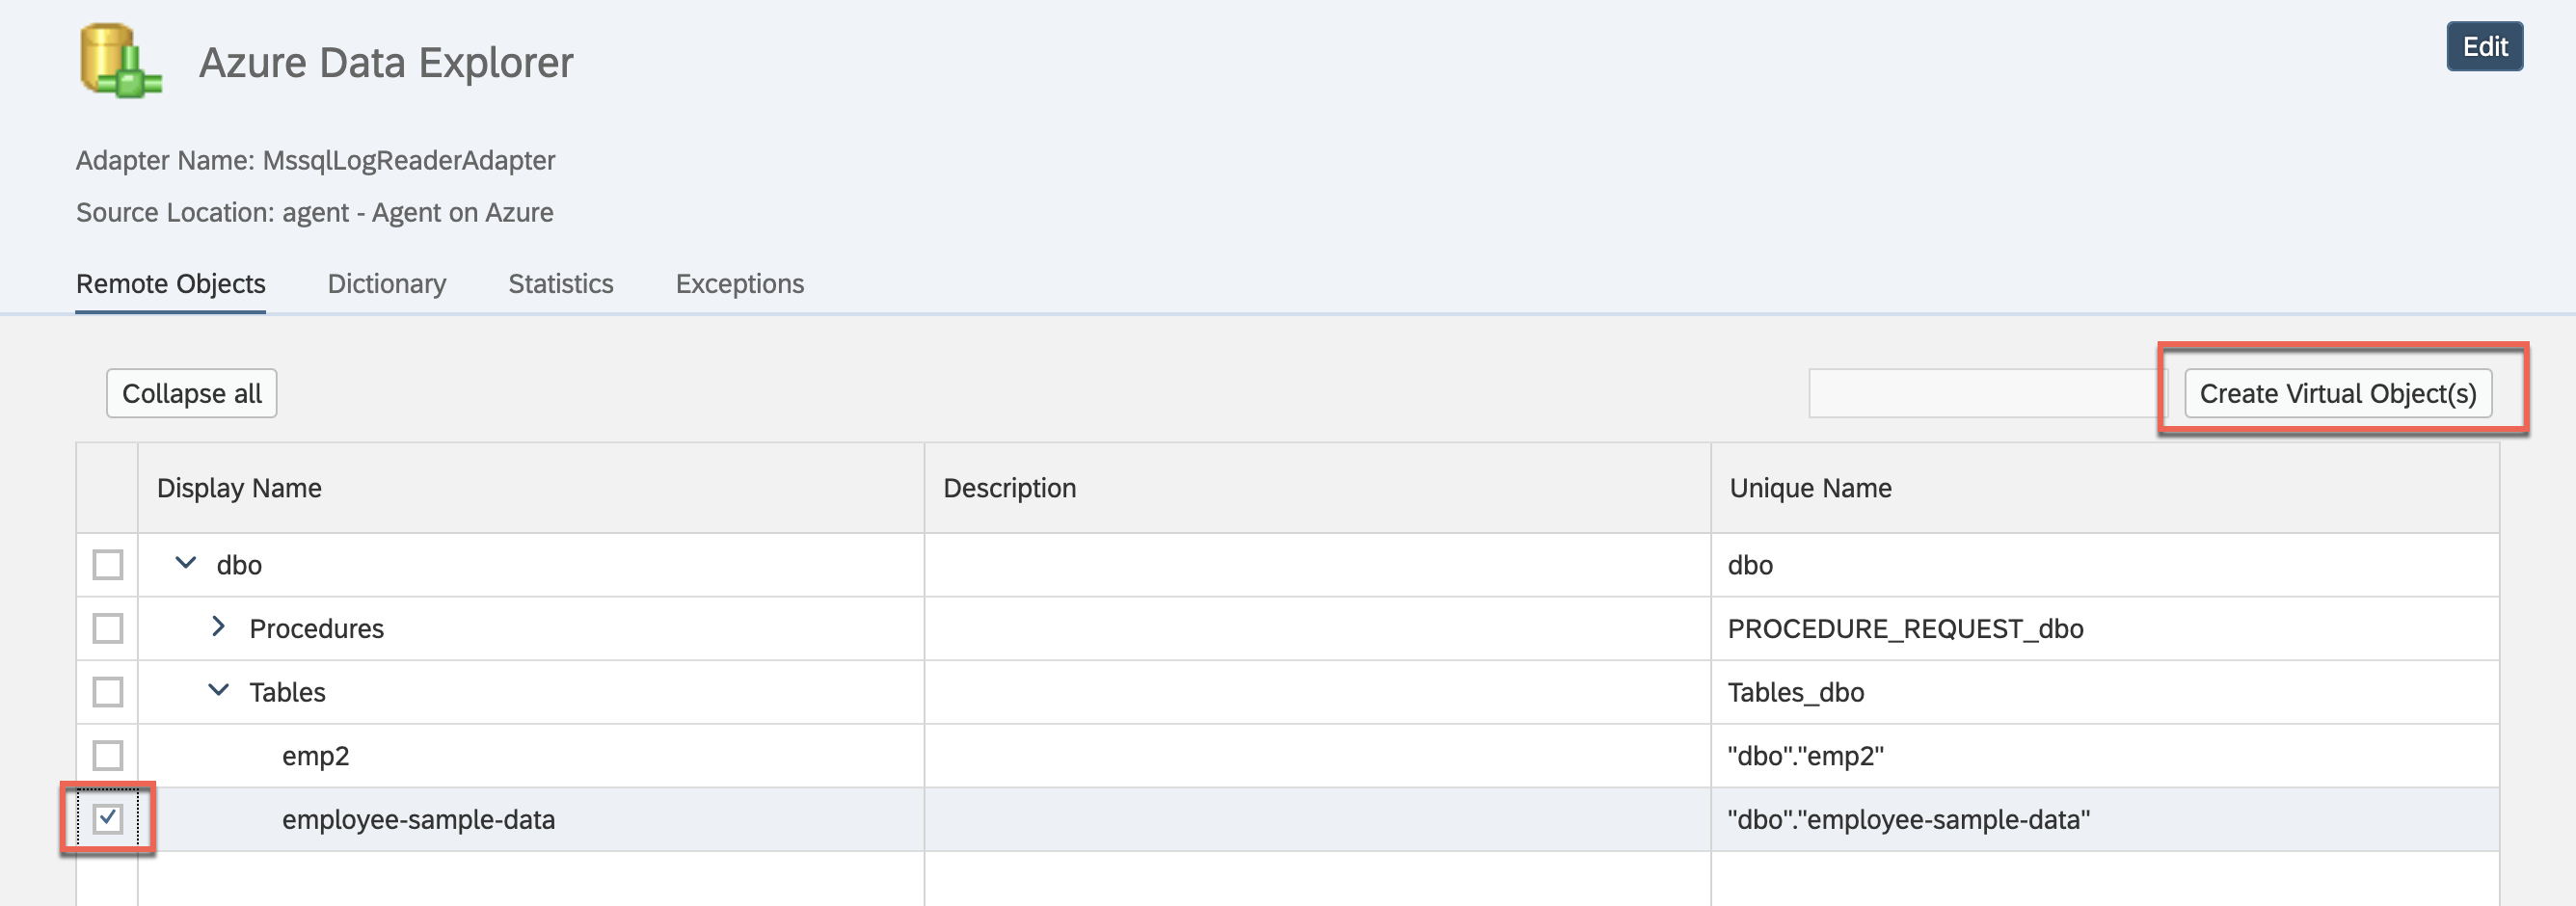 Azure Data Explorer
Edit
Adapter Name: MssqlLogReaderAdapter
Source Location: agent - Agent on Azure
Remote Objects Dictionary Statistics Exceptions
Collapse all Create Virtual Object(s)
Display Name Description Unique Name
dbo dbo
Procedures PROCEDURE_REQUEST_dbo
Tables Tables_dbo
emp2 "dbo"."emp2"
employee-sample-data "dbo"."employee-sample-data"